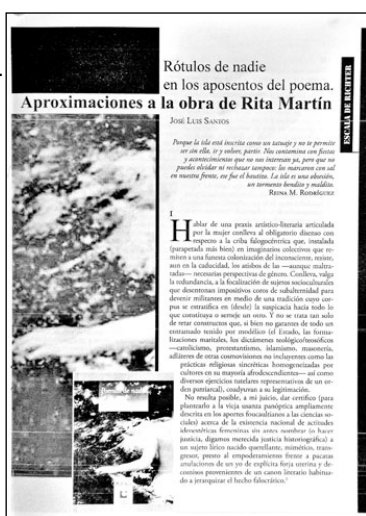 Rótulos de nadie
en los aposentos del poema.
Aproximaciones a la obra de Rita Martín
JOSÉ LUIS SANTOS
ESCALA DE RICHTER
Porque la isla está inscrita como un tatuaje y no te permite
ser sin ella, ir y volver, partir. Nos contamina con fiestas
y acontecimientos que no nos interesan ya, pero que no
puedes olvidar ni rechazar tampoco: los marcaron con sal
en nuestra frente, ese fue el bautizo. La isla es una obsesión,
un tormento bendito y maldito.
REINA M. RODRÍGUEZ
I
Hablar de una praxis artístico-literaria articulada
por la mujer conlleva al obligatorio disenso con
respecto a la criba falogocéntrica que, instalada
(parapetada más bien) en imaginarios colectivos que re-
miten a una funesta colonización del inconsciente, resiste,
aun en la caducidad, los atisbos de las —aunque maltra-
tadas— necesarias perspectivas de género. Conlleva, valga
la redundancia, a la focalización de sujetos socioculturales
que desentonan impositivos coros de subalternidad para
devenir militantes en medio de una tradición cuyo cor-
pus se estratifica en (desde) la suspicacia hacia todo lo
que constituya o semeje un otro. Y no se trata tan solo
de retar constructos que, si bien no garantes de todo un
entramado tenido por modélico (el Estado, las formu-
lizaciones maritales, los dictámenes teológico/teosóficos
—catolicismo, protestantismo, islamismo, masonería,
adláteres de otras cosmovisiones no incluyentes como las
prácticas religiosas sincréticas homogeneizadas por
cultores en su mayoría afrodescendientes— así como
diversos ejercicios tutelares representativos de un or-
den patriarcal), coadyuvan a su legitimación.
No resulta posible, a mi juicio, dar certifico (para
plantearlo a la vieja usanza panóptica ampliamente
descrita en los aportes foucaultianos a las ciencias so-
ciales) acerca de la existencia nacional de actitudes
identitéticas femeninas sin antes nombrar (o hacer
justicia, digamos merecida justicia historiográfica) a
un sujeto lírico nacido querellante, mimético, trans-
gresor, presto al empoderamiento frente a pacatas
anulaciones de un yo de explícita forja uterina y de-
comisos provenientes de un canon literario habitua-
do a jerarquizar el hecho falocrático.